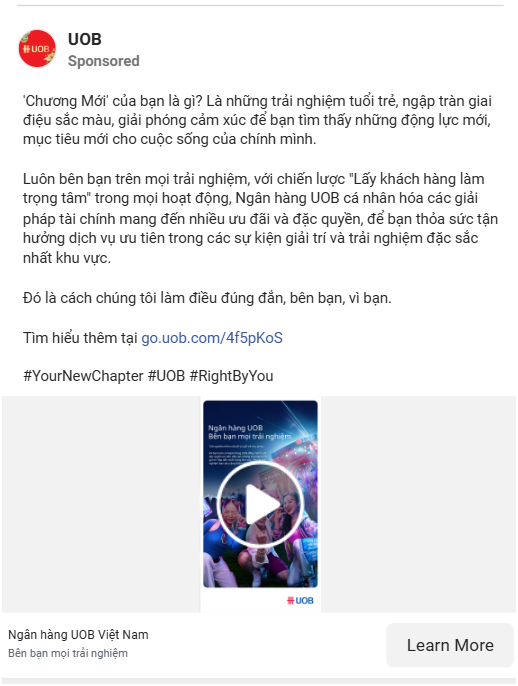 UOB
UOB
Sponsored
'Chương Mới' của bạn là gì? Là những trải nghiệm tuổi trẻ, ngập tràn giai
điệu sắc màu, giải phóng cảm xúc để bạn tìm thấy những động lực mới,
mục tiêu mới cho cuộc sống của chính mình.
Luôn bên bạn trên mọi trải nghiệm, với chiến lược "Lấy khách hàng làm
trọng tâm" trong mọi hoạt động, Ngân hàng UOB cá nhân hóa các giải
pháp tài chính mang đến nhiều ưu đãi và đặc quyền, để bạn thỏa sức tận
hưởng dịch vụ ưu tiên trong các sự kiện giải trí và trải nghiệm đặc sắc
nhất khu vực.
Đó là cách chúng tôi làm điều đúng đắn, bên bạn, vì bạn.
Tìm hiểu thêm tại go.uob.com/4f5pKoS
#YourNewChapter #UOB #RightByYou
Ngân hàng UOB
Bên bạn mọi trải nghiệm
UOB
Ngân hàng UOB Việt Nam
Bên bạn mọi trải nghiệm
Learn More